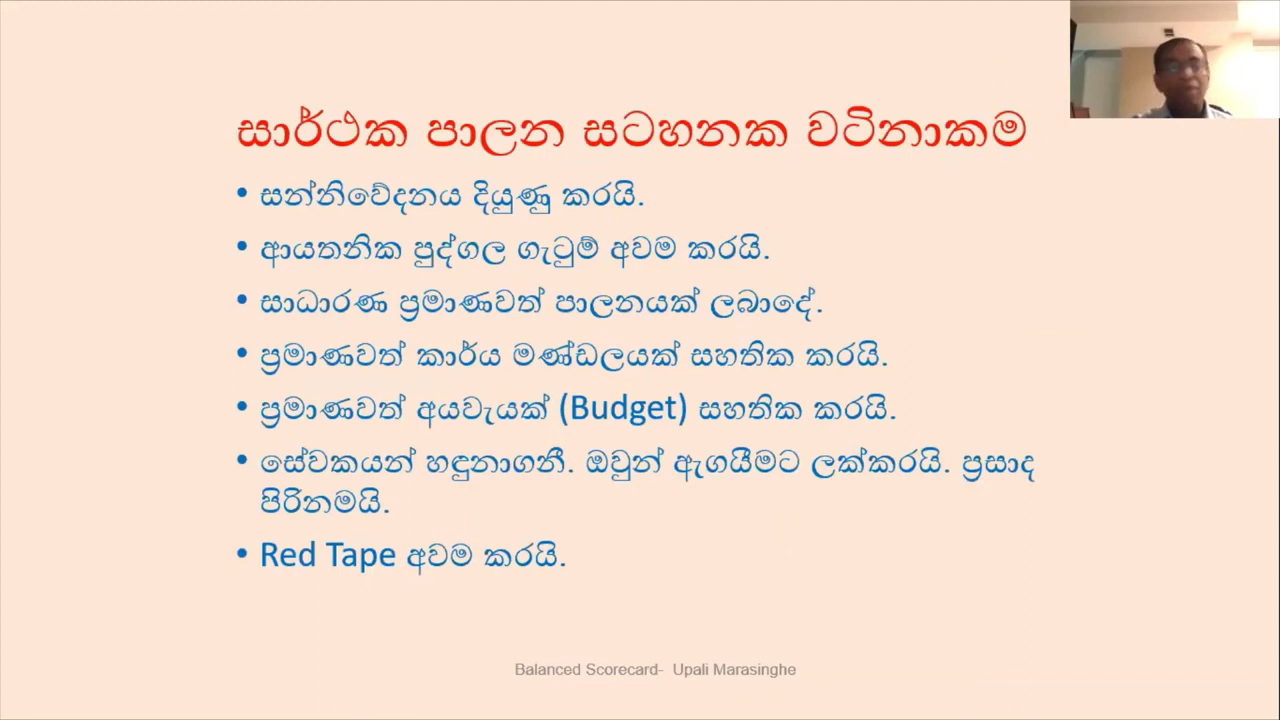 සාර්ථක පාලන සටහනක වටිනාකම
• සන්නිවේදනය දියුණු කරයි.
• ආයතනික පුද්ගල ගැටුම් අවම කරයි.
• සාධාරණ ප්‍රමාණවත් පාලනයක් ලබාදේ.
• ප්‍රමාණවත් කාර්ය මණ්ඩලයක් සහතික කරයි.
• ප්‍රමාණවත් අයවැයක් (Budget) සහතික කරයි.
• සේවකයන් හඳුනාගනී. ඔවුන් ඇගයීමට ලක්කරයි. ප්‍රසාද
පිරිනමයි.
• Red Tape අවම කරයි.
Balanced Scorecard- Upali Marasinghe